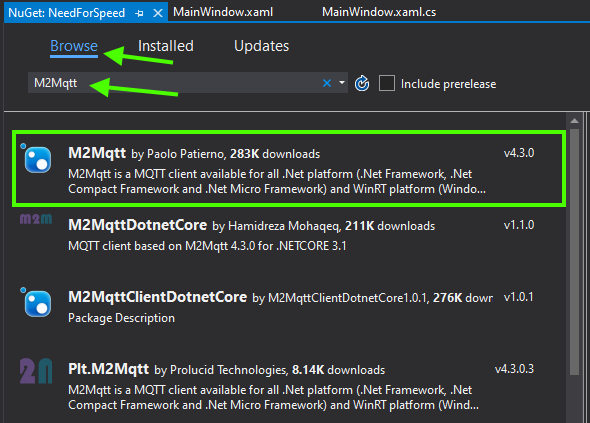 NuGet: NeedForSpeed MainWindow.xaml MainWindow.xaml.cs
Browse Installed Updates
M2Mqtt Include prerelease
M2Mqtt by Paolo Patierno, 283K downloads v4.3.0
M2Mqtt is a MQTT client available for all .Net platform (.Net Framework, .Net
Compact Framework and .Net Micro Framework) and WinRT platform (Windo...
m2m M2MqttDotnetCore by Hamidreza Mohaqeq, 211K downloads v1.1.0
MQTT client based on M2Mqtt 4.3.0 for .NETCORE 3.1
M2MqttClientDotnetCore by M2MqttClientDotnetCore1.0.1, 276K down v1.0.1
Package Description
2n Plt.M2Mqtt by Prolucid Technologies, 8.14K downloads v4.3.0.3
M2Mqtt is a MQTT client available for all .Net platform (.Net Framework, .Net
Compact Framework and .Net Micro Framework) and WinRT platform (Wind...